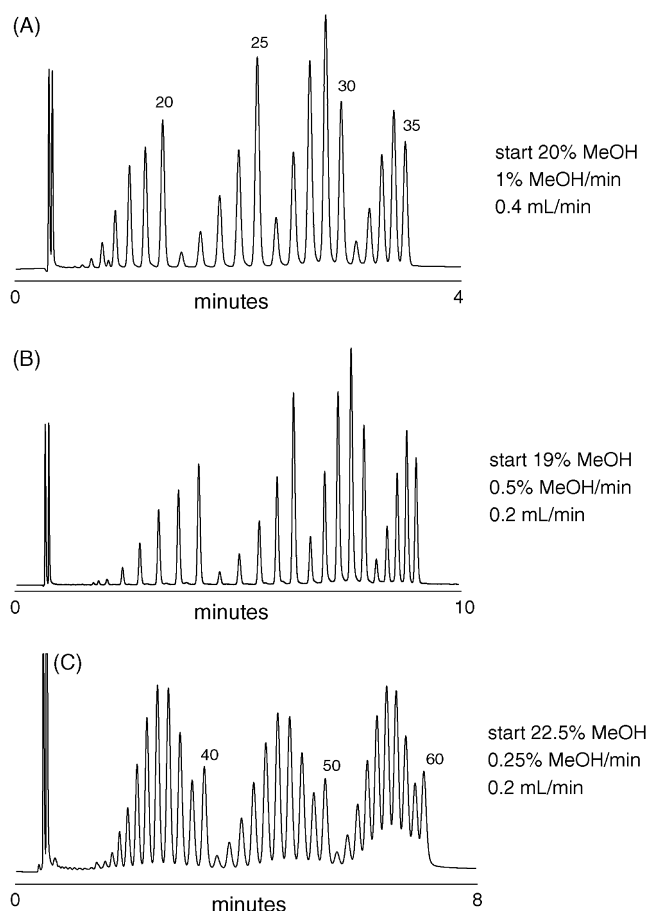 (A)
20
25
30
35
start 20% MeOH
1% MeOH/min
0.4 mL/min
0
minutes
4
(B)
start 19% MeOH
0.5% MeOH/min
0.2 mL/min
0
minutes
10
(C)
40
50
60
start 22.5% MeOH
0.25% MeOH/min
0.2 mL/min
0
minutes
8